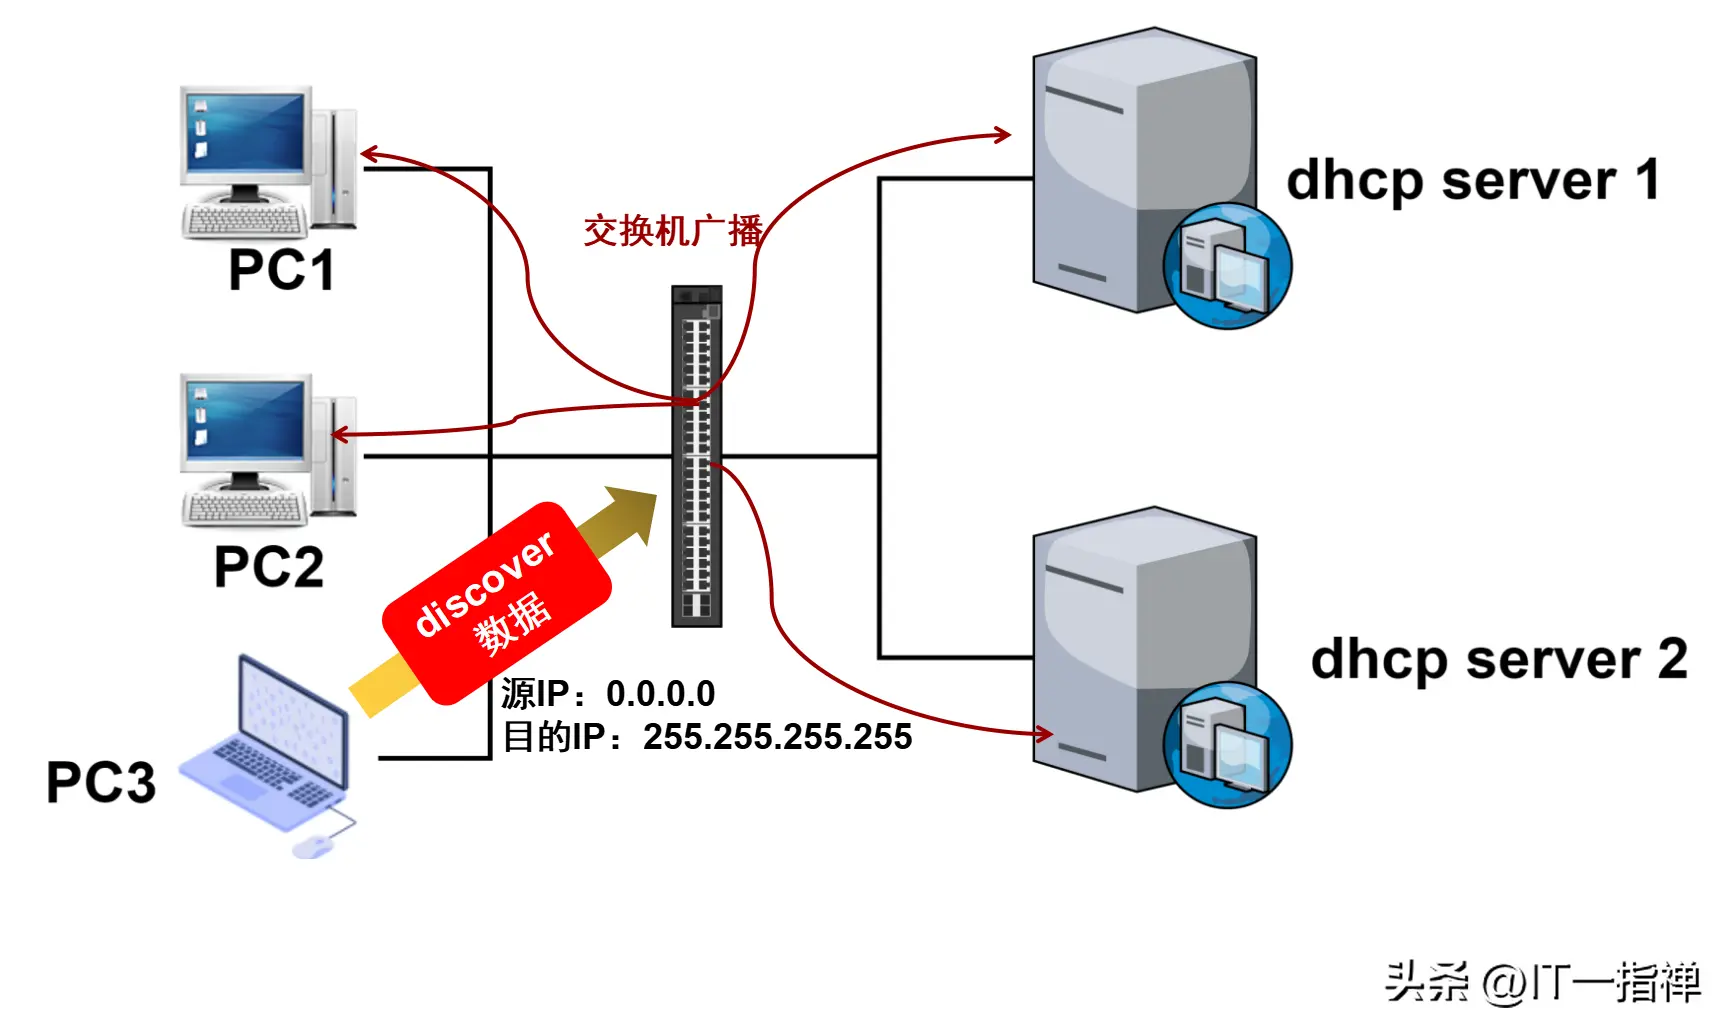 dhcp server 1
交换机广播
PC1
PC2
discover
数据
dhcp server 2
源IP：0.0.0.0
目的IP：255.255.255.255
PC3
头条 @IT一指禅